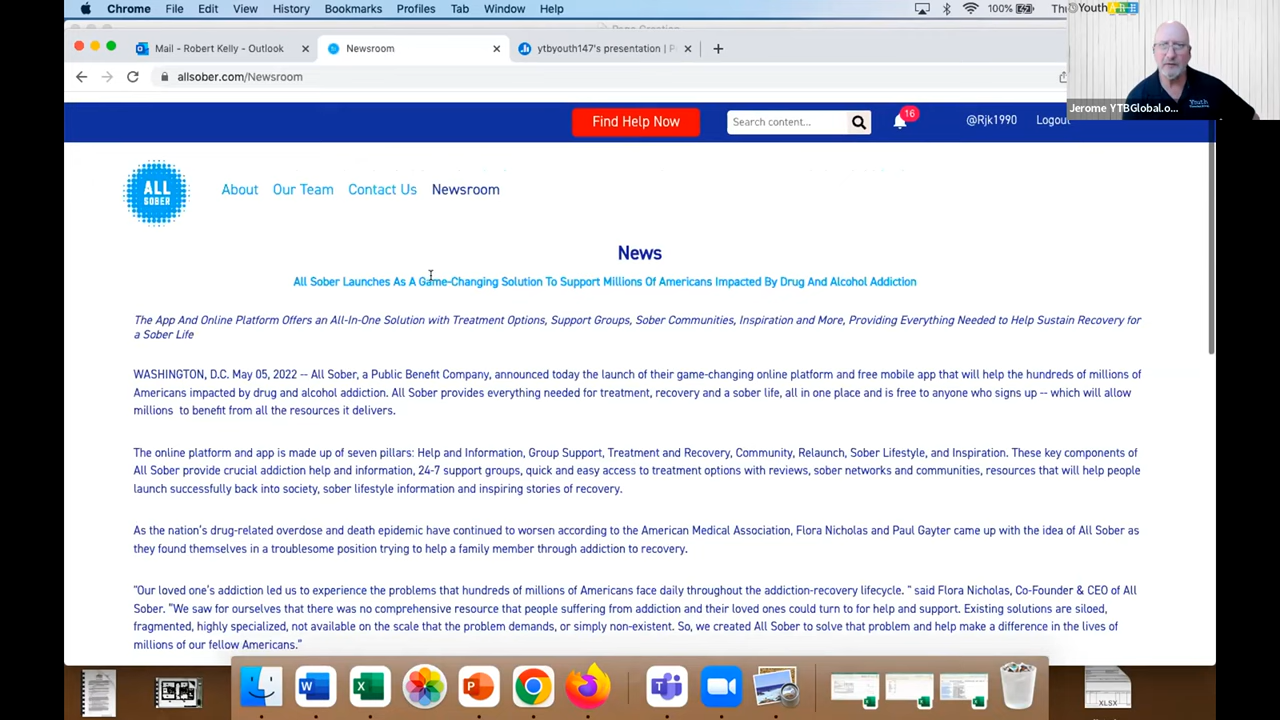 Chrome File Edit View History Bookmarks Profiles Tab Window Help
100%
Youth
Mail - Robert Kelly - Outlook
Newsroom
ytbyouth147's presentation |
allsober.com/Newsroom
Jerome YTBGlobal.o...
Find Help Now
Search content...
16
@Rjk1990
Logout
ALL
SOBER
About Our Team Contact Us Newsroom
News
All Sober Launches As A Game-Changing Solution To Support Millions Of Americans Impacted By Drug And Alcohol Addiction
The App And Online Platform Offers an All-In-One Solution with Treatment Options, Support Groups, Sober Communities, Inspiration and More, Providing Everything Needed to Help Sustain Recovery for
a Sober Life
WASHINGTON, D.C. May 05, 2022 -- All Sober, a Public Benefit Company, announced today the launch of their game-changing online platform and free mobile app that will help the hundreds of millions of
Americans impacted by drug and alcohol addiction. All Sober provides everything needed for treatment, recovery and a sober life, all in one place and is free to anyone who signs up -- which will allow
millions to benefit from all the resources it delivers.
The online platform and app is made up of seven pillars: Help and Information, Group Support, Treatment and Recovery, Community, Relaunch, Sober Lifestyle, and Inspiration. These key components of
All Sober provide crucial addiction help and information, 24-7 support groups, quick and easy access to treatment options with reviews, sober networks and communities, resources that will help people
launch successfully back into society, sober lifestyle information and inspiring stories of recovery.
As the nation's drug-related overdose and death epidemic have continued to worsen according to the American Medical Association, Flora Nicholas and Paul Gayter came up with the idea of All Sober as
they found themselves in a troublesome position trying to help a family member through addiction to recovery.
"Our loved one's addiction led us to experience the problems that hundreds of millions of Americans face daily throughout the addiction-recovery lifecycle. " said Flora Nicholas, Co-Founder & CEO of All
Sober. "We saw for ourselves that there was no comprehensive resource that people suffering from addiction and their loved ones could turn to for help and support. Existing solutions are siloed,
fragmented, highly specialized, not available on the scale that the problem demands, or simply non-existent. So, we created All Sober to solve that problem and help make a difference in the lives of
millions of our fellow Americans."
XLSX